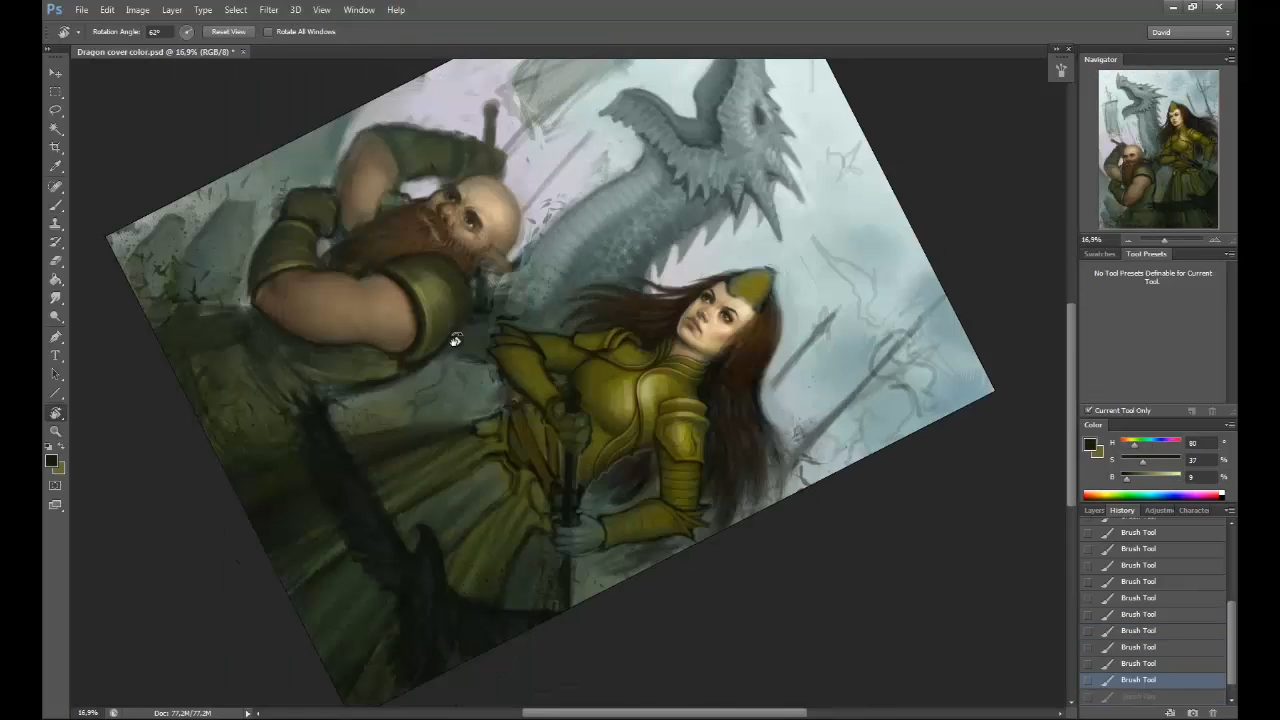 Ps File Edit Image Layer Type Select Filter 3D View Window Help
Rotation Angle: 62° Reset View Rotate All Windows David
Dragon cover color.psd @ 16,9% (RGB/8) * ×
Navigator
16,9%
Swatches Tool Presets
No Tool Presets Defined for Current
Tool.
Current Tool Only
Color
H 80 °
S 37 %
B 9 %
Layers History Adjustme Characte
Brush Tool
Brush Tool
Brush Tool
Brush Tool
Brush Tool
Brush Tool
Brush Tool
Brush Tool
Brush Tool
Brush Tool
16,9% Doc: 77,2M/77,2M